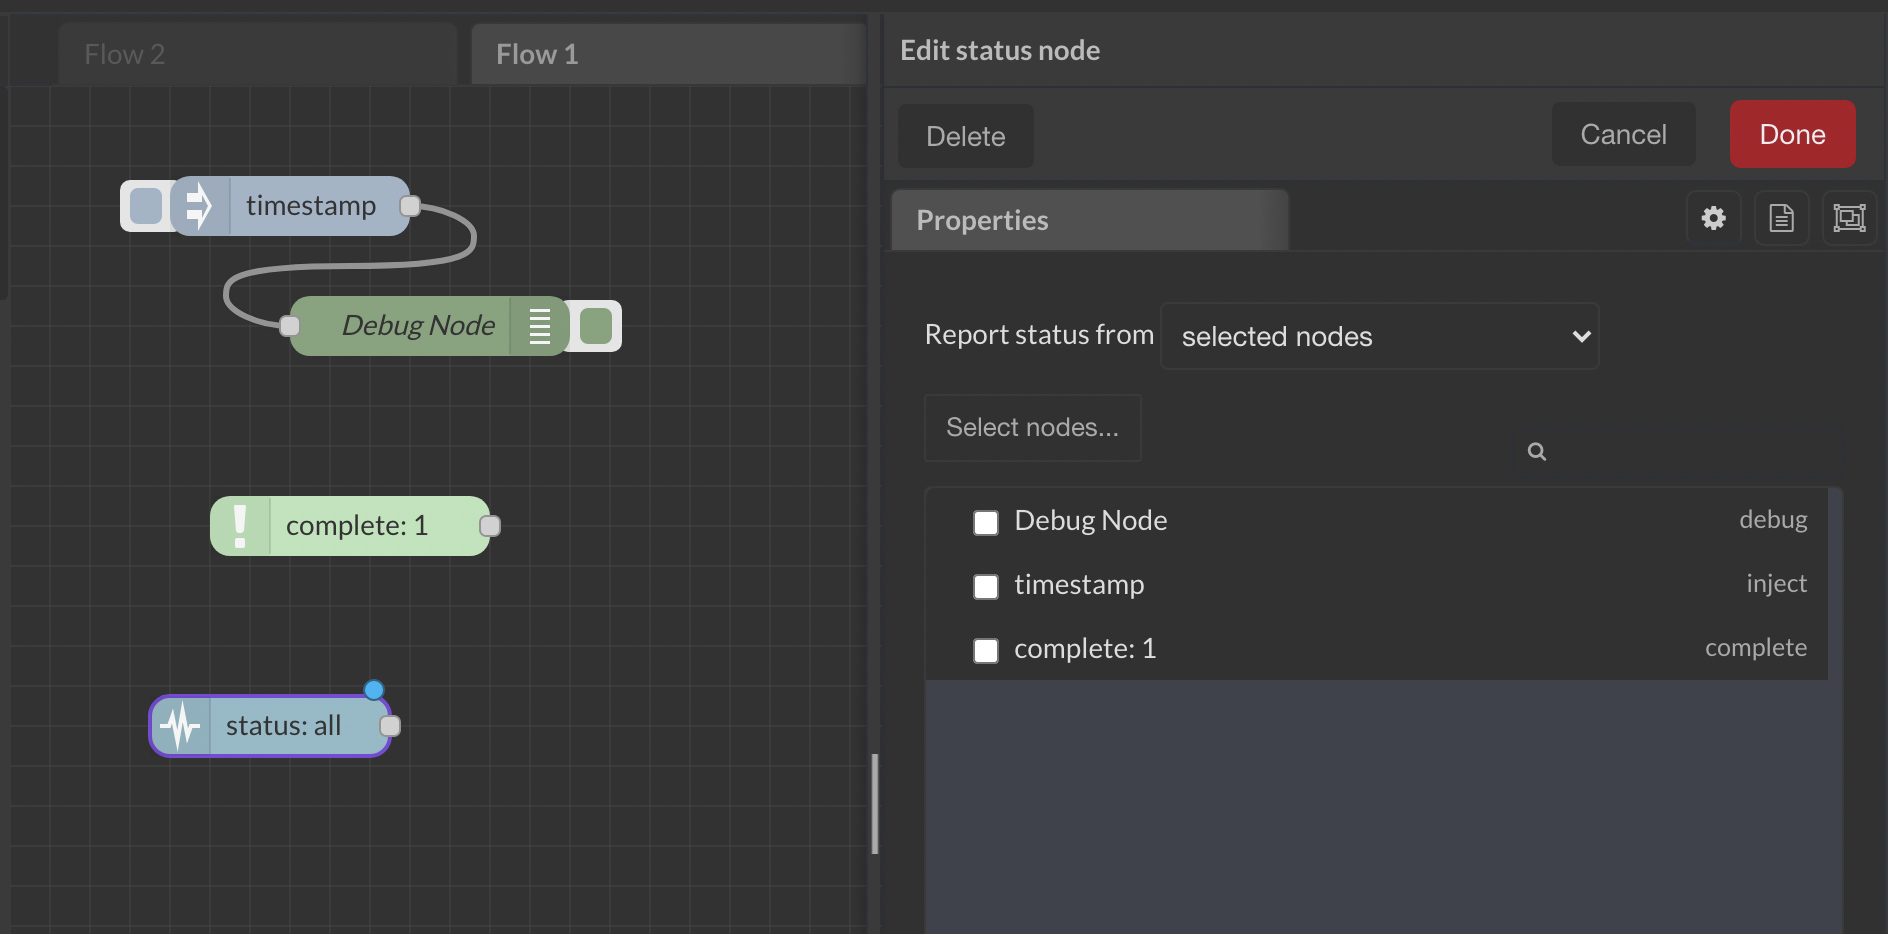 Flow 2
Flow 1
timestamp
Debug Node
complete: 1
status: all
Edit status node
Delete
Cancel
Done
Properties
Report status from
selected nodes
Select nodes...
Debug Node debug
timestamp inject
complete: 1 complete